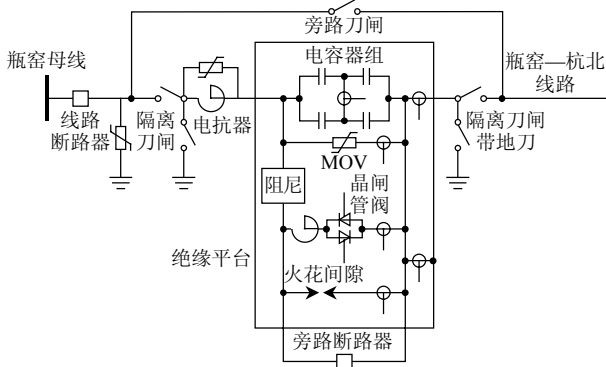 旁路刀闸
瓶窑母线
电容器组
瓶窑—杭北
线路
线路
断路器
隔离
刀闸
电抗器
隔离刀闸
带地刀
MOV
阻尼
晶闸
管阀
绝缘平台
火花间隙
旁路断路器